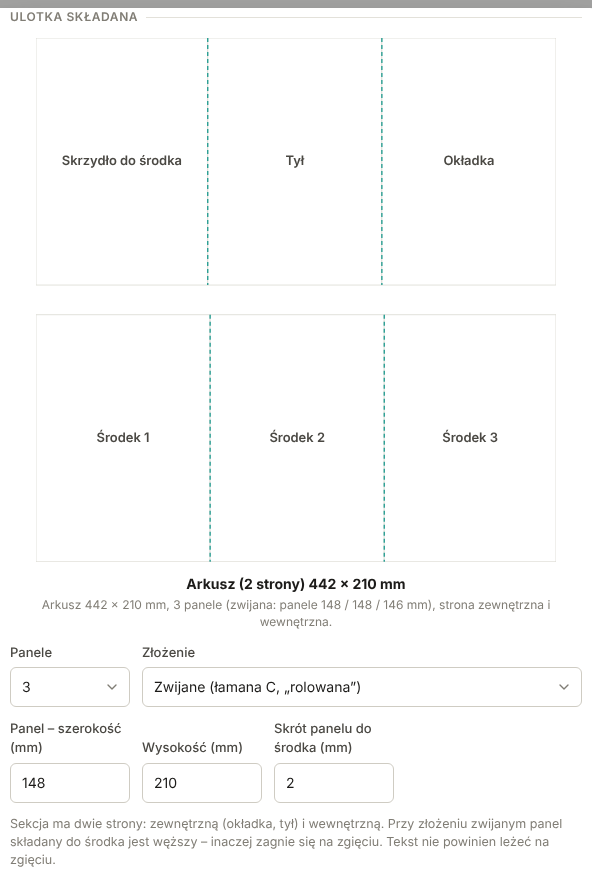 ULOTKA SKŁADANA
Skrzydło do środka
Tył
Okładka
Środek 1
Środek 2
Środek 3
Arkusz (2 strony) 442 × 210 mm
Arkusz 442 × 210 mm, 3 panele (zwijana: panele 148 / 148 / 146 mm), strona zewnętrzna i
wewnętrzna.
Panele
Złożenie
3
Zwijane (łamana C, „rolowana”)
Panel – szerokość
(mm)
Wysokość (mm)
Skrót panelu do
środka (mm)
148
210
2
Sekcja ma dwie strony: zewnętrzną (okładka, tył) i wewnętrzną. Przy złożeniu zwijanym panel
składany do środka jest węższy – inaczej zagnie się na zgięciu. Tekst nie powinien leżeć na
zgięciu.